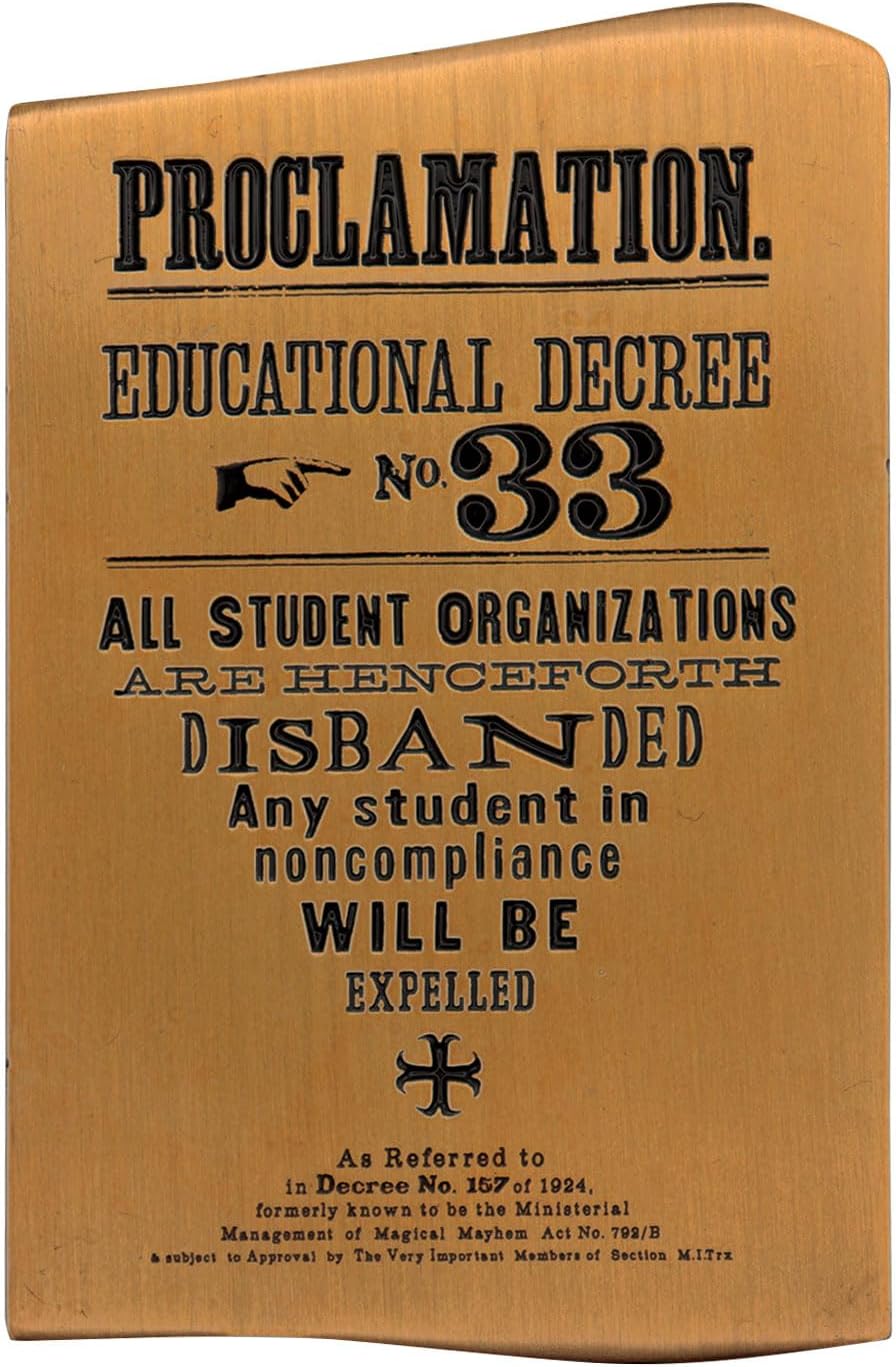 PROCLAMATION.
EDUCATIONAL DECREE
No. 33
ALL STUDENT ORGANIZATIONS
ARE HENCEFORTH
DISBANDED
Any student in
noncompliance
WILL BE
EXPELLED
As Referred to
in Decree No. 157 of 1924,
formerly known to be the Ministerial
Management of Magical Mayhem Act No. 792/B
& subject to Approval by The Very Important Members of Section M.I.Trx